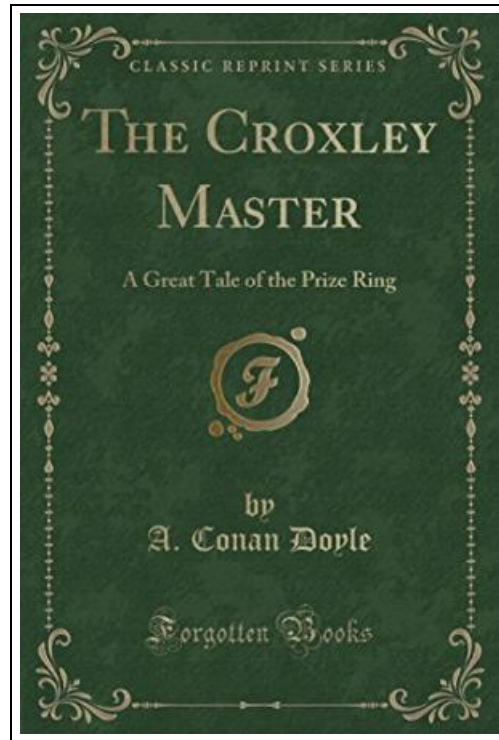 CLASSIC REPRINT SERIES
THE CROXLEY
MASTER
A Great Tale of the Prize Ring
F
by
A. Conan Doyle
Forgotten Books